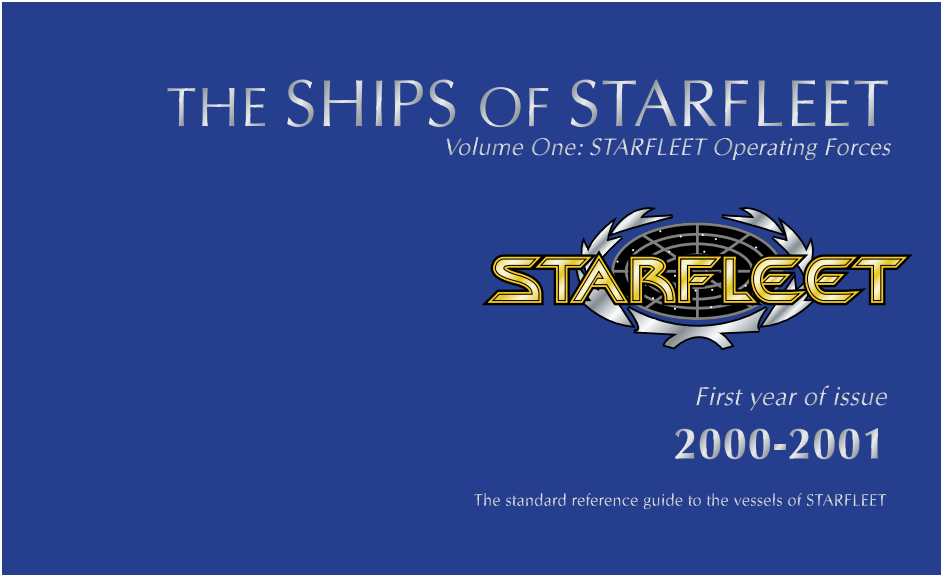 THE SHIPS OF STARFLEET
Volume One: STARFLEET Operating Forces
STARFLEET
First year of issue
2000-2001
The standard reference guide to the vessels of STARFLEET